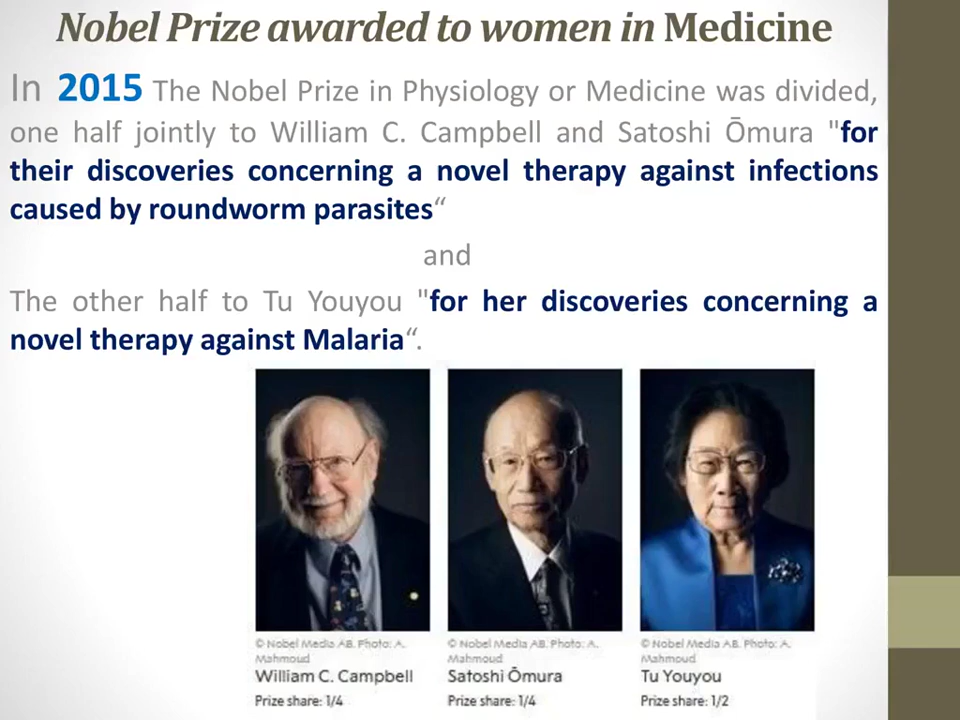 Nobel Prize awarded to women in Medicine
In 2015 The Nobel Prize in Physiology or Medicine was divided,
one half jointly to William C. Campbell and Satoshi Ōmura "for
their discoveries concerning a novel therapy against infections
caused by roundworm parasites“
and
The other half to Tu Youyou "for her discoveries concerning a
novel therapy against Malaria“.
© Nobel Media AB. Photo: A.
Mahmoud
William C. Campbell
Prize share: 1/4
© Nobel Media AB. Photo: A.
Mahmoud
Satoshi Ōmura
Prize share: 1/4
© Nobel Media AB. Photo: A.
Mahmoud
Tu Youyou
Prize share: 1/2